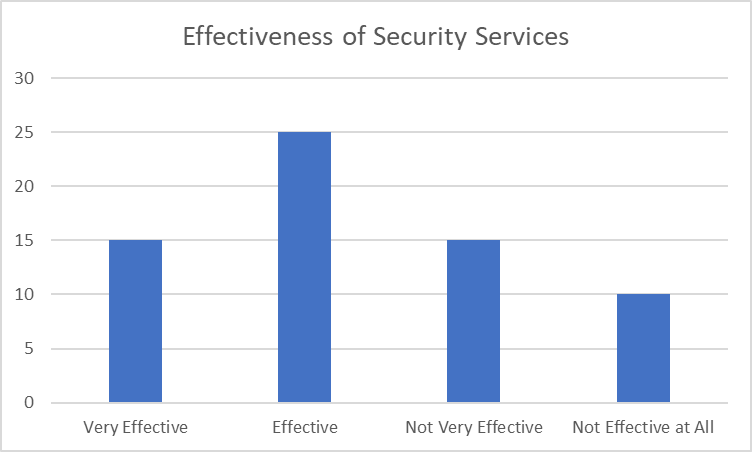 Effectiveness of Security Services
30
25
20
15
10
5
0
Very Effective
Effective
Not Very Effective
Not Effective at All